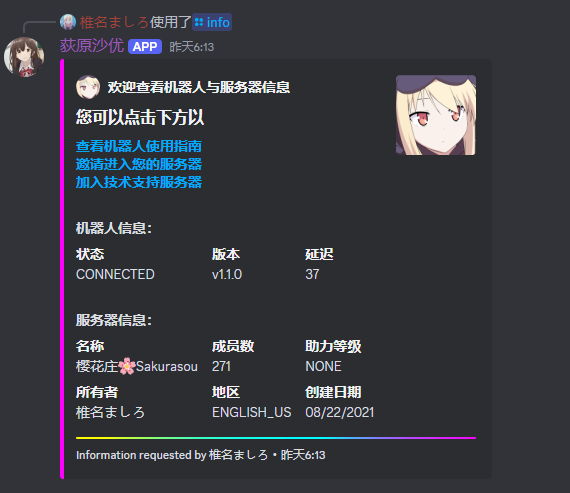 椎名ましろ使用了 info
荻原沙优 APP 昨天6:13
欢迎查看机器人与服务器信息
您可以点击下方以
查看机器人使用指南
邀请进入您的服务器
加入技术支持服务器
机器人信息：
状态 版本 延迟
CONNECTED v1.1.0 37
服务器信息：
名称 成员数 助力等级
樱花庄🌸Sakurasou 271 NONE
所有者 地区 创建日期
椎名ましろ ENGLISH_US 08/22/2021
Information requested by 椎名ましろ • 昨天6:13